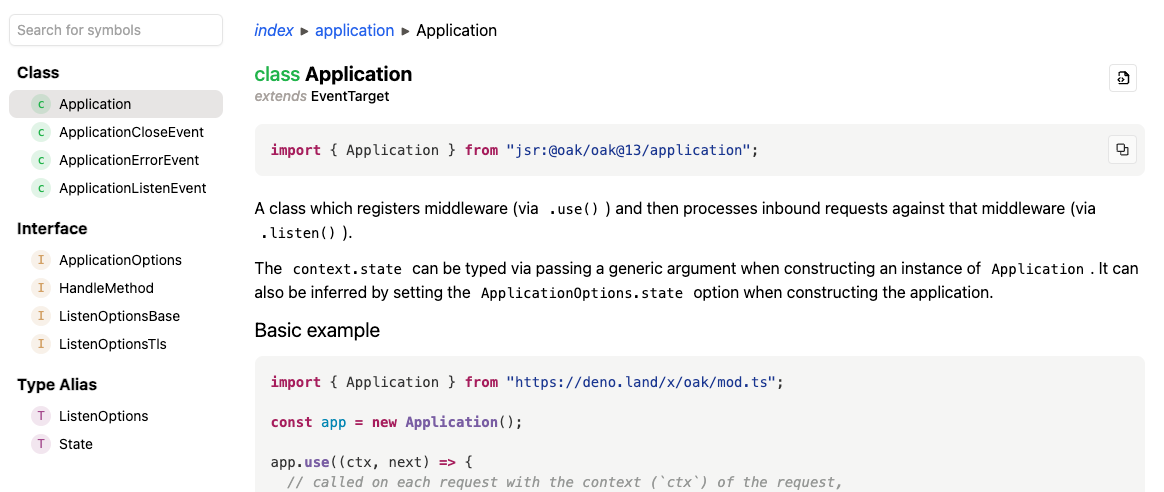 Search for symbols
Class
c Application
c ApplicationCloseEvent
c ApplicationErrorEvent
c ApplicationListenEvent
Interface
I ApplicationOptions
I HandleMethod
I ListenOptionsBase
I ListenOptionsTls
Type Alias
T ListenOptions
T State
index ▸ application ▸ Application
class Application
extends EventTarget
import { Application } from "jsr:@oak/oak@13/application";
A class which registers middleware (via .use() ) and then processes inbound requests against that middleware (via
.listen() ).
The context.state can be typed via passing a generic argument when constructing an instance of Application . It can
also be inferred by setting the ApplicationOptions.state option when constructing the application.
Basic example
import { Application } from "https://deno.land/x/oak/mod.ts";
const app = new Application();
app.use((ctx, next) => {
// called on each request with the context (`ctx`) of the request,